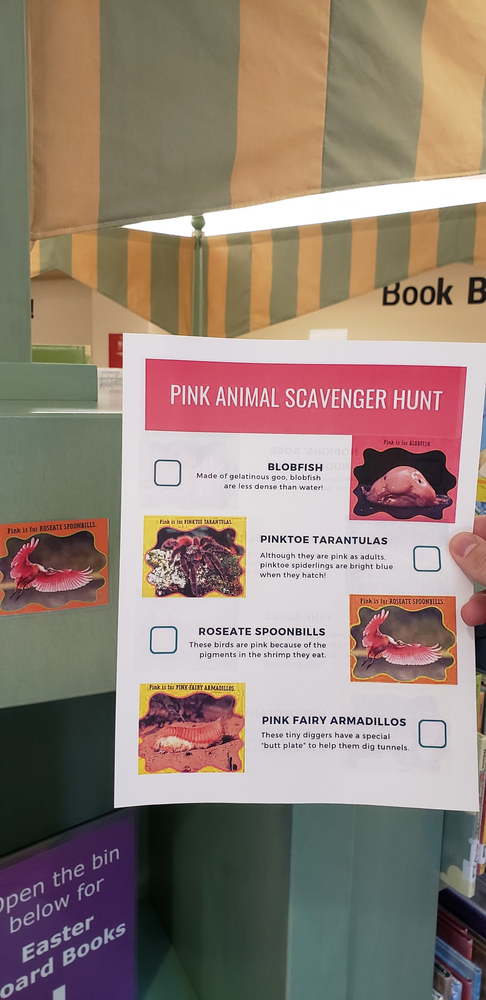 Book B
!
PINK ANIMAL SCAVENGER HUNT
Pink is for BLOBFISH.
BLOBFISH
Made of gelatinous goo, blobfish
are less dense than water!
Pink is for PINKTOE TARANTULAS.
PINKTOE TARANTULAS
Although they are pink as adults,
pinktoe spiderlings are bright blue
when they hatch!
Pink is for ROSEATE SPOONBILLS.
Pink is for ROSEATE SPOONBILLS.
ROSEATE SPOONBILLS
These birds are pink because of the
pigments in the shrimp they eat.
Pink is for PINK FAIRY ARMADILLOS.
PINK FAIRY ARMADILLOS
These tiny diggers have a special
"butt plate" to help them dig tunnels.
Open the bin
below for
Easter
oard Books